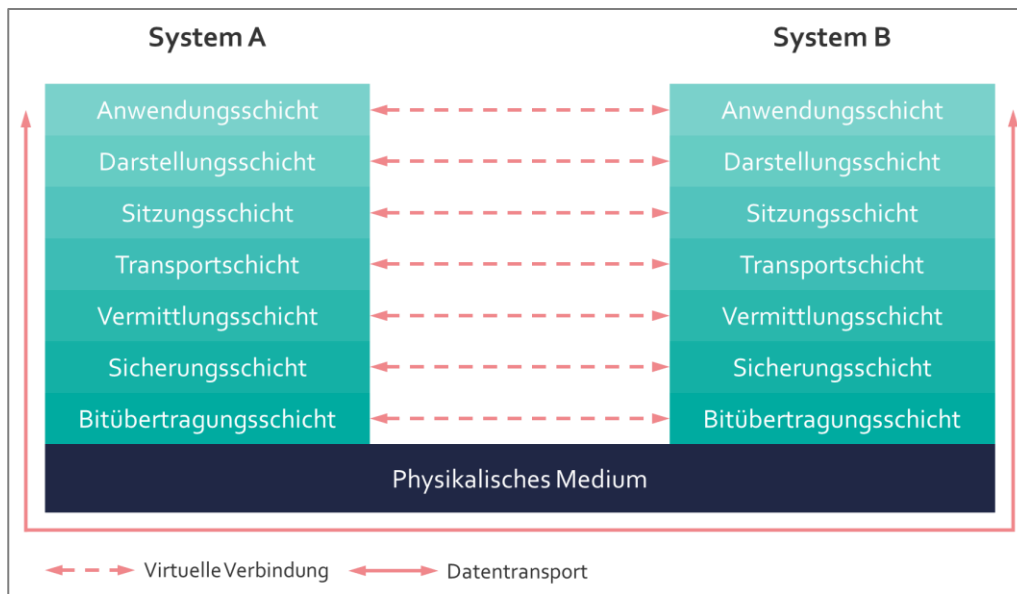 System A
System B
Anwendungsschicht
Anwendungsschicht
Darstellungsschicht
Darstellungsschicht
Sitzungsschicht
Sitzungsschicht
Transportschicht
Transportschicht
Vermittlungsschicht
Vermittlungsschicht
Sicherungsschicht
Sicherungsschicht
Bitübertragungsschicht
Bitübertragungsschicht
Physikalisches Medium
Virtuelle Verbindung
Datentransport